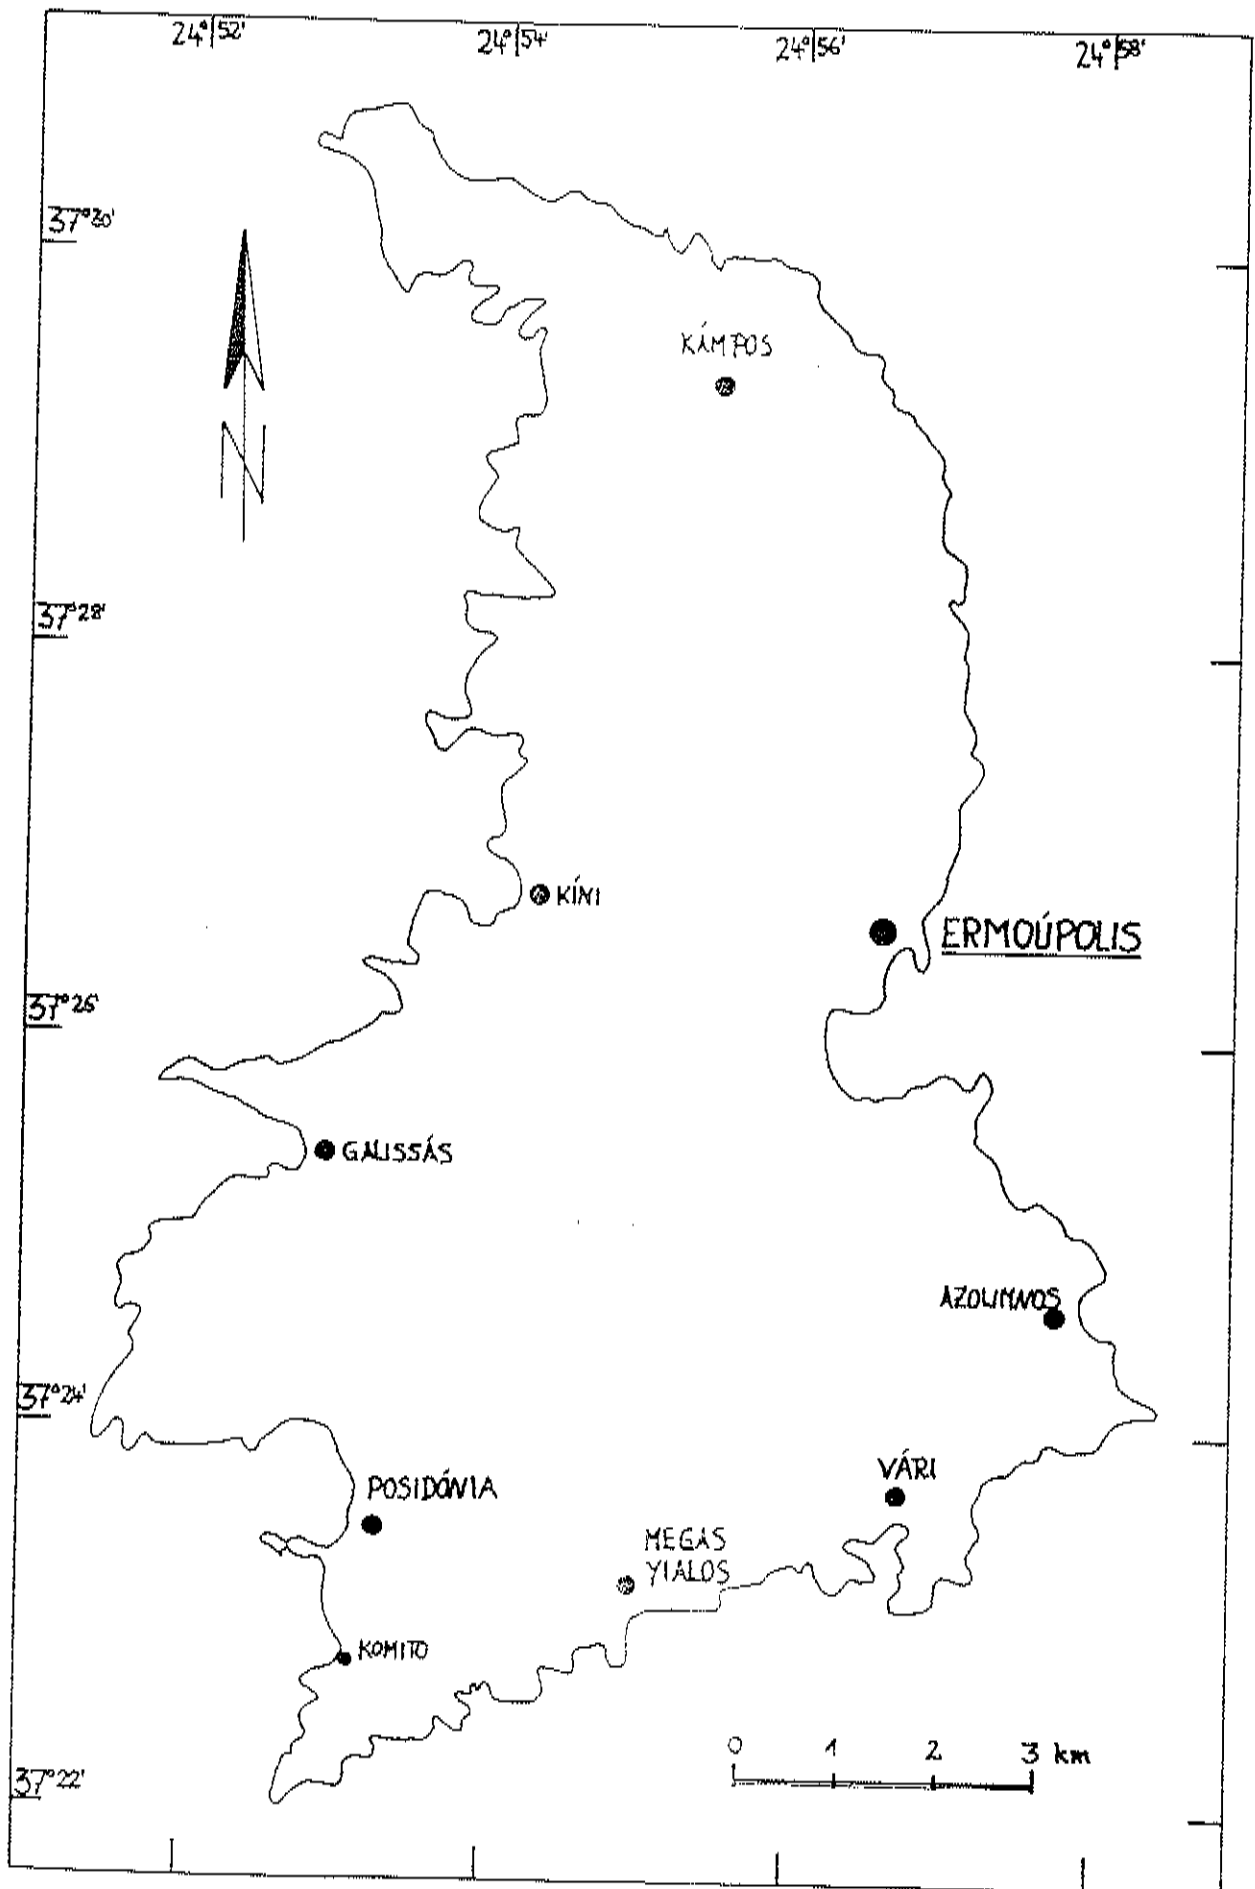 24° 52'
24° 54'
24° 56'
24° 58'
37° 30'
KÁMPOS
N
37° 28'
KÍNI
ERMOÚPOLIS
37° 26'
GALISSÁS
AZOLIMNOS
37° 24'
VÁRI
POSIDÓNIA
MEGAS
YIALOS
KOMITO
0 1 2 3 km
37° 22'